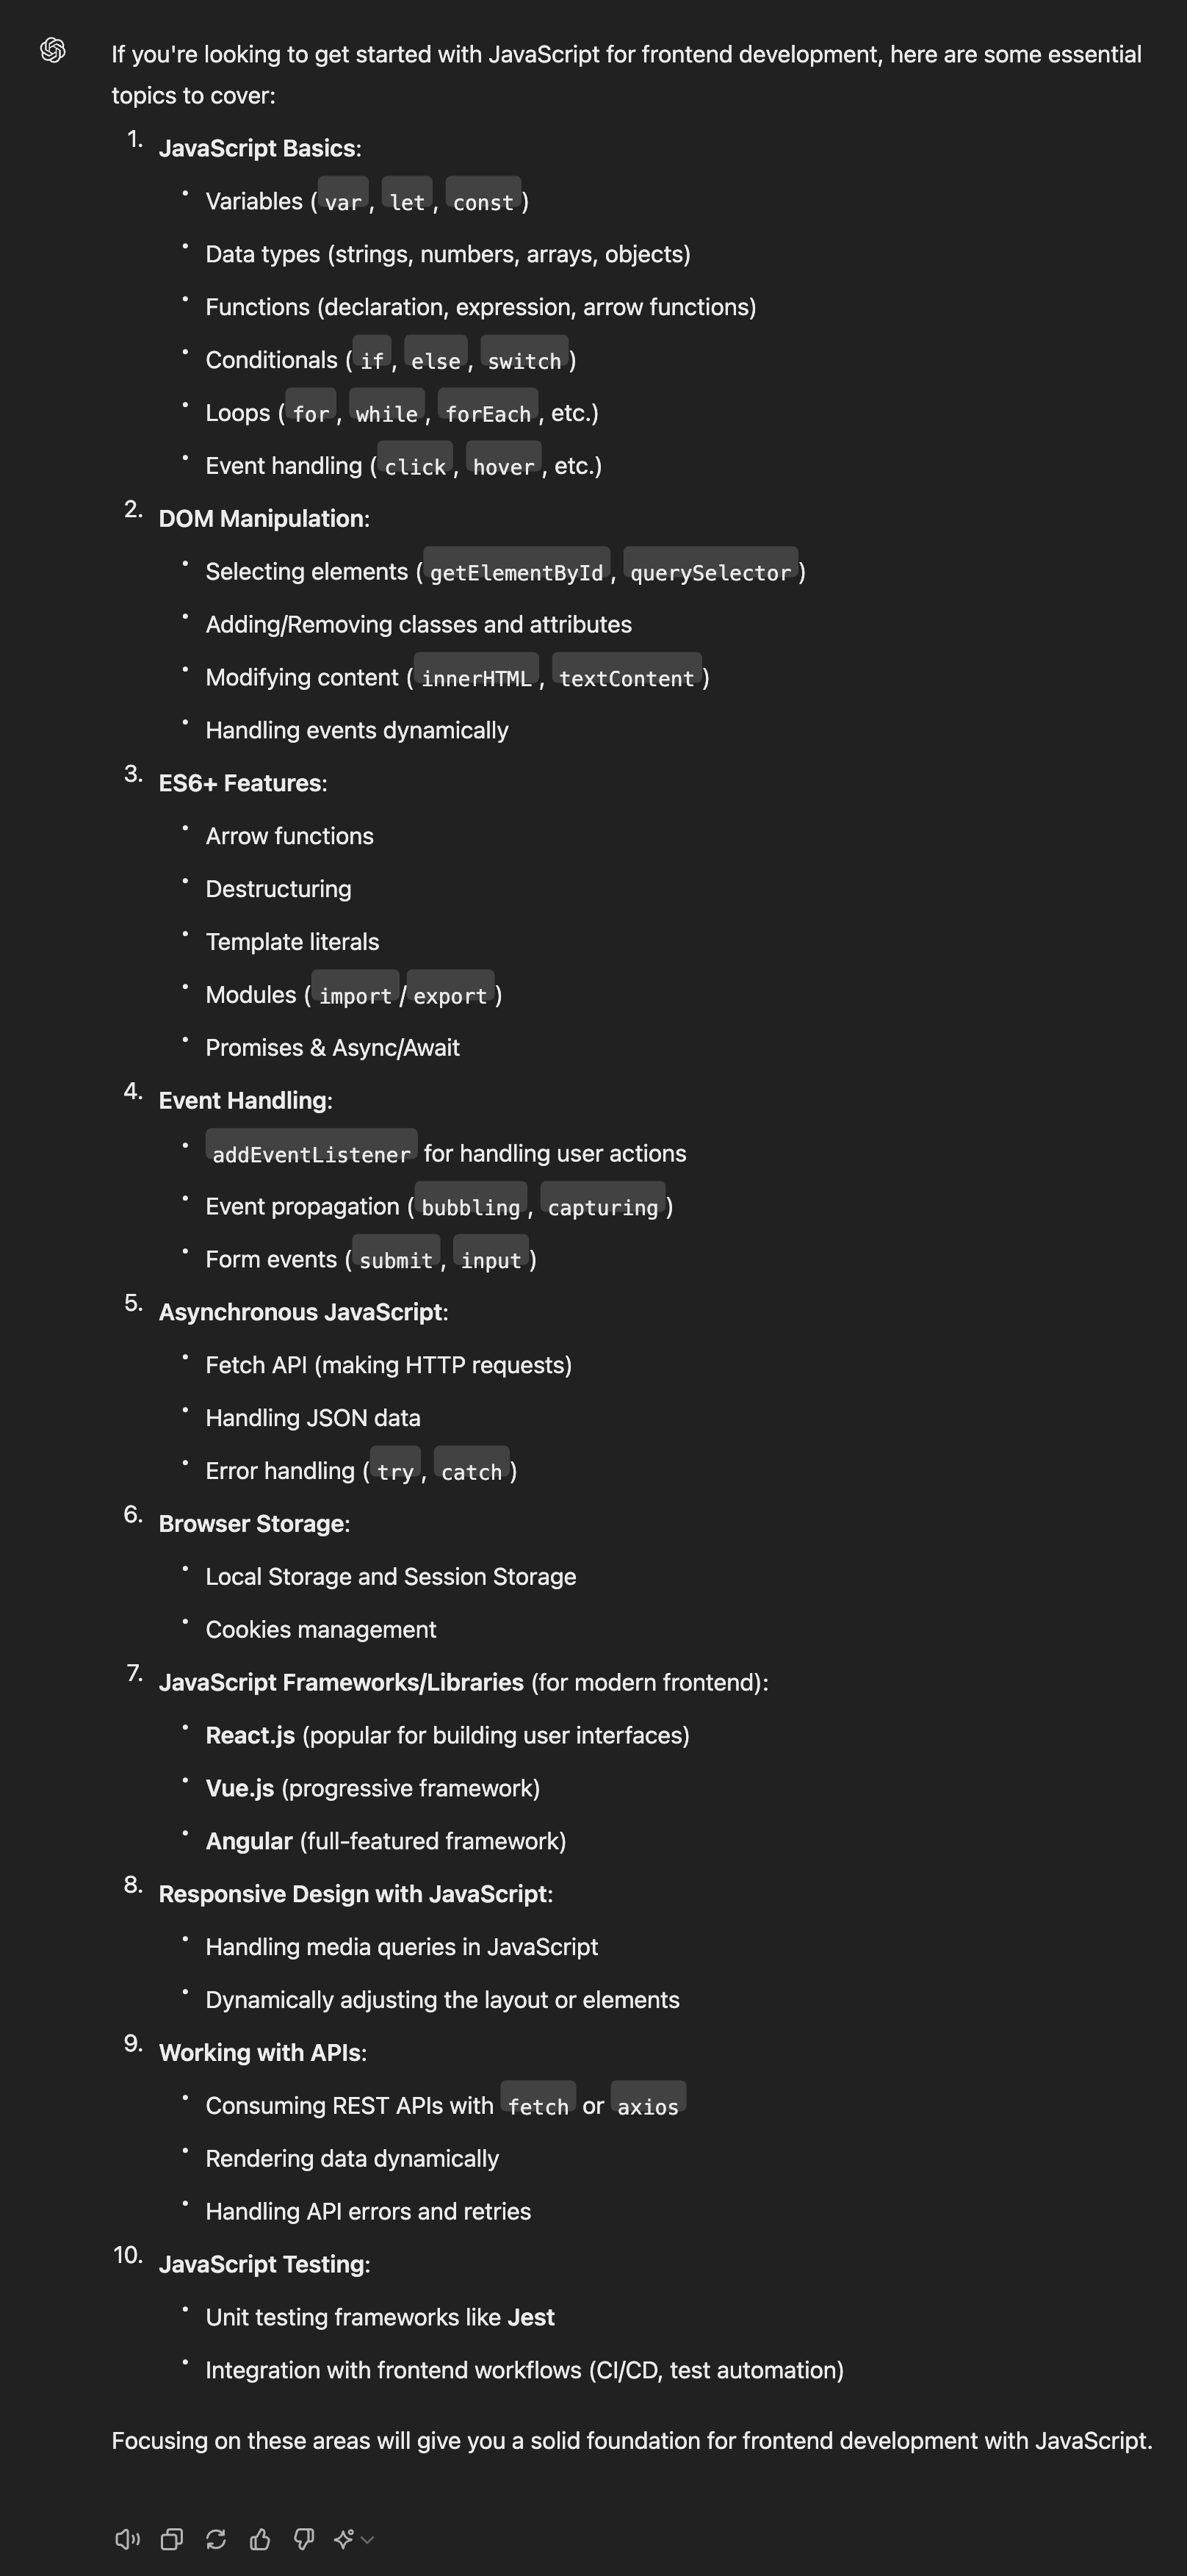 If you're looking to get started with JavaScript for frontend development, here are some essential
topics to cover:
1. JavaScript Basics:
• Variables (var, let, const)
• Data types (strings, numbers, arrays, objects)
• Functions (declaration, expression, arrow functions)
• Conditionals (if, else, switch)
• Loops (for, while, forEach, etc.)
• Event handling (click, hover, etc.)
2. DOM Manipulation:
• Selecting elements (getElementById, querySelector)
• Adding/Removing classes and attributes
• Modifying content (innerHTML, textContent)
• Handling events dynamically
3. ES6+ Features:
• Arrow functions
• Destructuring
• Template literals
• Modules (import/export)
• Promises & Async/Await
4. Event Handling:
• addEventListener for handling user actions
• Event propagation (bubbling, capturing)
• Form events (submit, input)
5. Asynchronous JavaScript:
• Fetch API (making HTTP requests)
• Handling JSON data
• Error handling (try, catch)
6. Browser Storage:
• Local Storage and Session Storage
• Cookies management
7. JavaScript Frameworks/Libraries (for modern frontend):
• React.js (popular for building user interfaces)
• Vue.js (progressive framework)
• Angular (full-featured framework)
8. Responsive Design with JavaScript:
• Handling media queries in JavaScript
• Dynamically adjusting the layout or elements
9. Working with APIs:
• Consuming REST APIs with fetch or axios
• Rendering data dynamically
• Handling API errors and retries
10. JavaScript Testing:
• Unit testing frameworks like Jest
• Integration with frontend workflows (CI/CD, test automation)
Focusing on these areas will give you a solid foundation for frontend development with JavaScript.